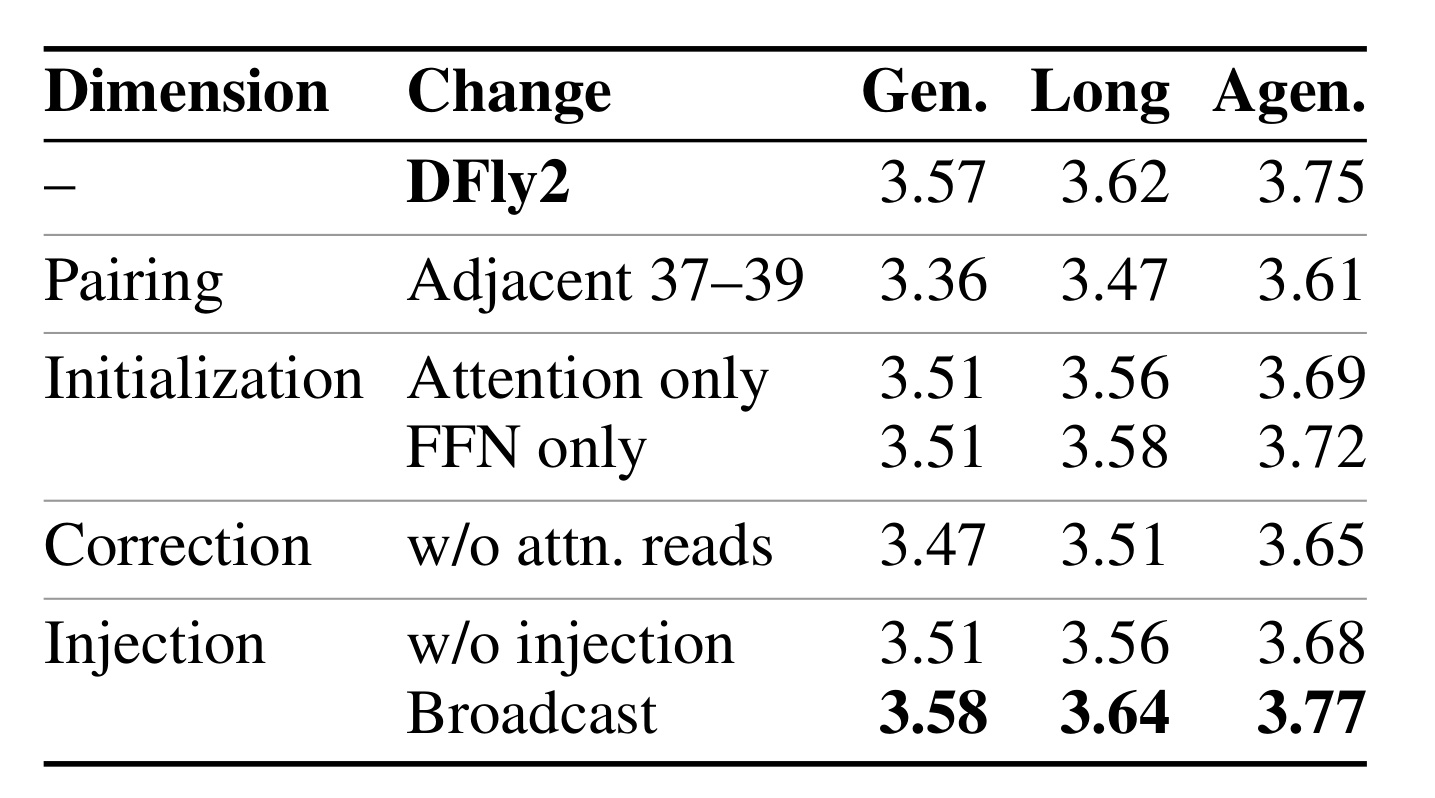 Dimension Change Gen. Long Agen.
– DFly2 3.57 3.62 3.75
Pairing Adjacent 37–39 3.36 3.47 3.61
Initialization Attention only 3.51 3.56 3.69
FFN only 3.51 3.58 3.72
Correction w/o attn. reads 3.47 3.51 3.65
Injection w/o injection 3.51 3.56 3.68
Broadcast 3.58 3.64 3.77